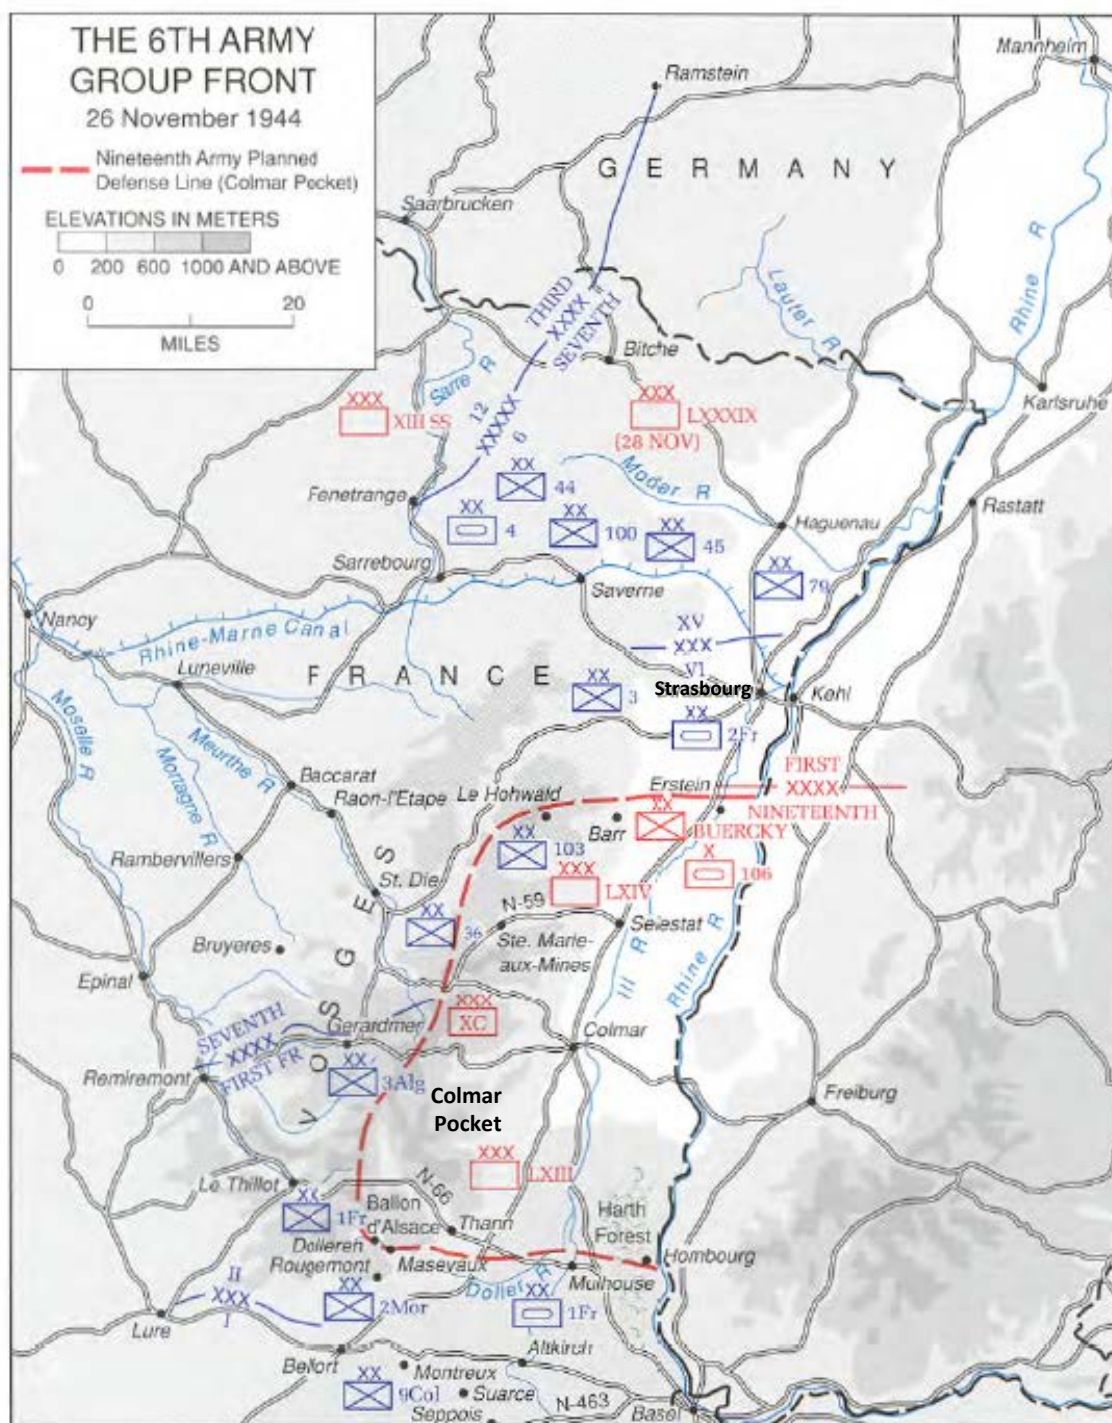 THE 6TH ARMY
GROUP FRONT
26 November 1944
Nineteenth Army Planned
Defense Line (Colmar Pocket)
ELEVATIONS IN METERS
0 200 600 1000 AND ABOVE
0 20
MILES
Mannheim
Ramstein
GERMANY
Saarbrucken
Rhine R
Lauter R
THIRD
XXXX
SEVENTH
Bitche
Sarre R
Karlsruhe
XXX
XIII SS
XXX
LXXXIX
(28 NOV)
12
XXXXX
6
XX
44
Moder R
Fenetrange
Rastatt
XX
4
XX
100
XX
45
Haguenau
Sarrebourg
Saverne
XX
79
Nancy
Rhine-Marne Canal
XV
XXX
VI
Luneville
FRANCE
Strasbourg
Kehl
XX
3
XX
2Fr
Moselle R
Meurthe R
Mortagne R
Baccarat
Raon-l'Etape
Le Hohwald
Erstein
FIRST
XXXX
NINETEENTH
Barr
XX
BUERCKY
XX
103
Rambervillers
X
106
XXX
LXIV
St. Die
VOSGES
N-59
XX
36
Selestat
Bruyeres
Ste. Marie-
aux-Mines
Ill R
Rhine R
Epinal
XXX
XC
SEVENTH
XXXX
FIRST FR
Gerardmer
Colmar
Remiremont
XX
3Alg
Colmar
Pocket
Freiburg
XXX
LXIII
Le Thillot
N-66
XX
1Fr
Ballon
d'Alsace
Thann
Harth
Forest
Dolleren
Masevaux
Hombourg
Rougemont
Doller R
Mulhouse
II
XXX
I
XX
2Mor
XX
1Fr
Lure
Belfort
Altkirch
Montreux
XX
9Col
Suarce
N-463
Seppois
Basel